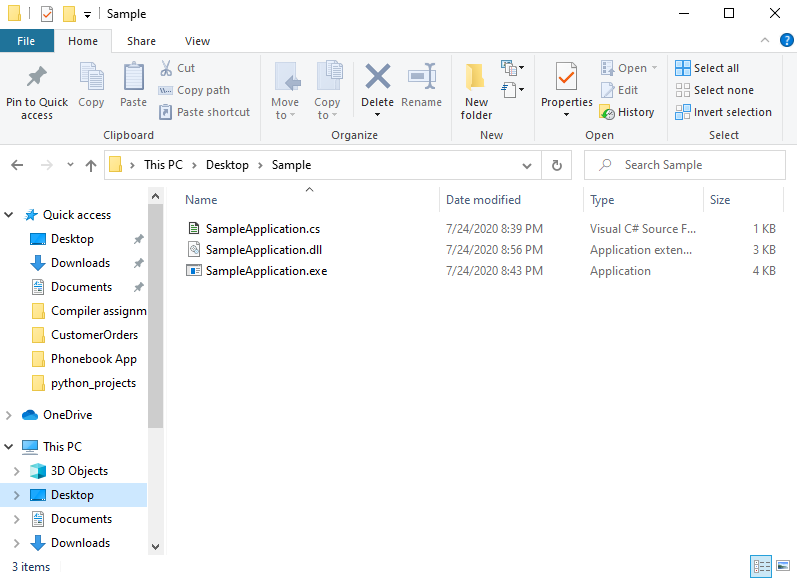 Sample
File Home Share View
Pin to Quick access
Copy
Paste
Cut
Copy path
Paste shortcut
Clipboard
Move to
Copy to
Delete
Rename
Organize
New folder
New
Properties
Open
Edit
History
Open
Select all
Select none
Invert selection
Select
This PC > Desktop > Sample
Search Sample
Name Date modified Type Size
SampleApplication.cs 7/24/2020 8:39 PM Visual C# Source F... 1 KB
SampleApplication.dll 7/24/2020 8:56 PM Application exten... 3 KB
SampleApplication.exe 7/24/2020 8:43 PM Application 4 KB
Quick access
Desktop
Downloads
Documents
Compiler assignm
CustomerOrders
Phonebook App
python_projects
OneDrive
This PC
3D Objects
Desktop
Documents
Downloads
3 items